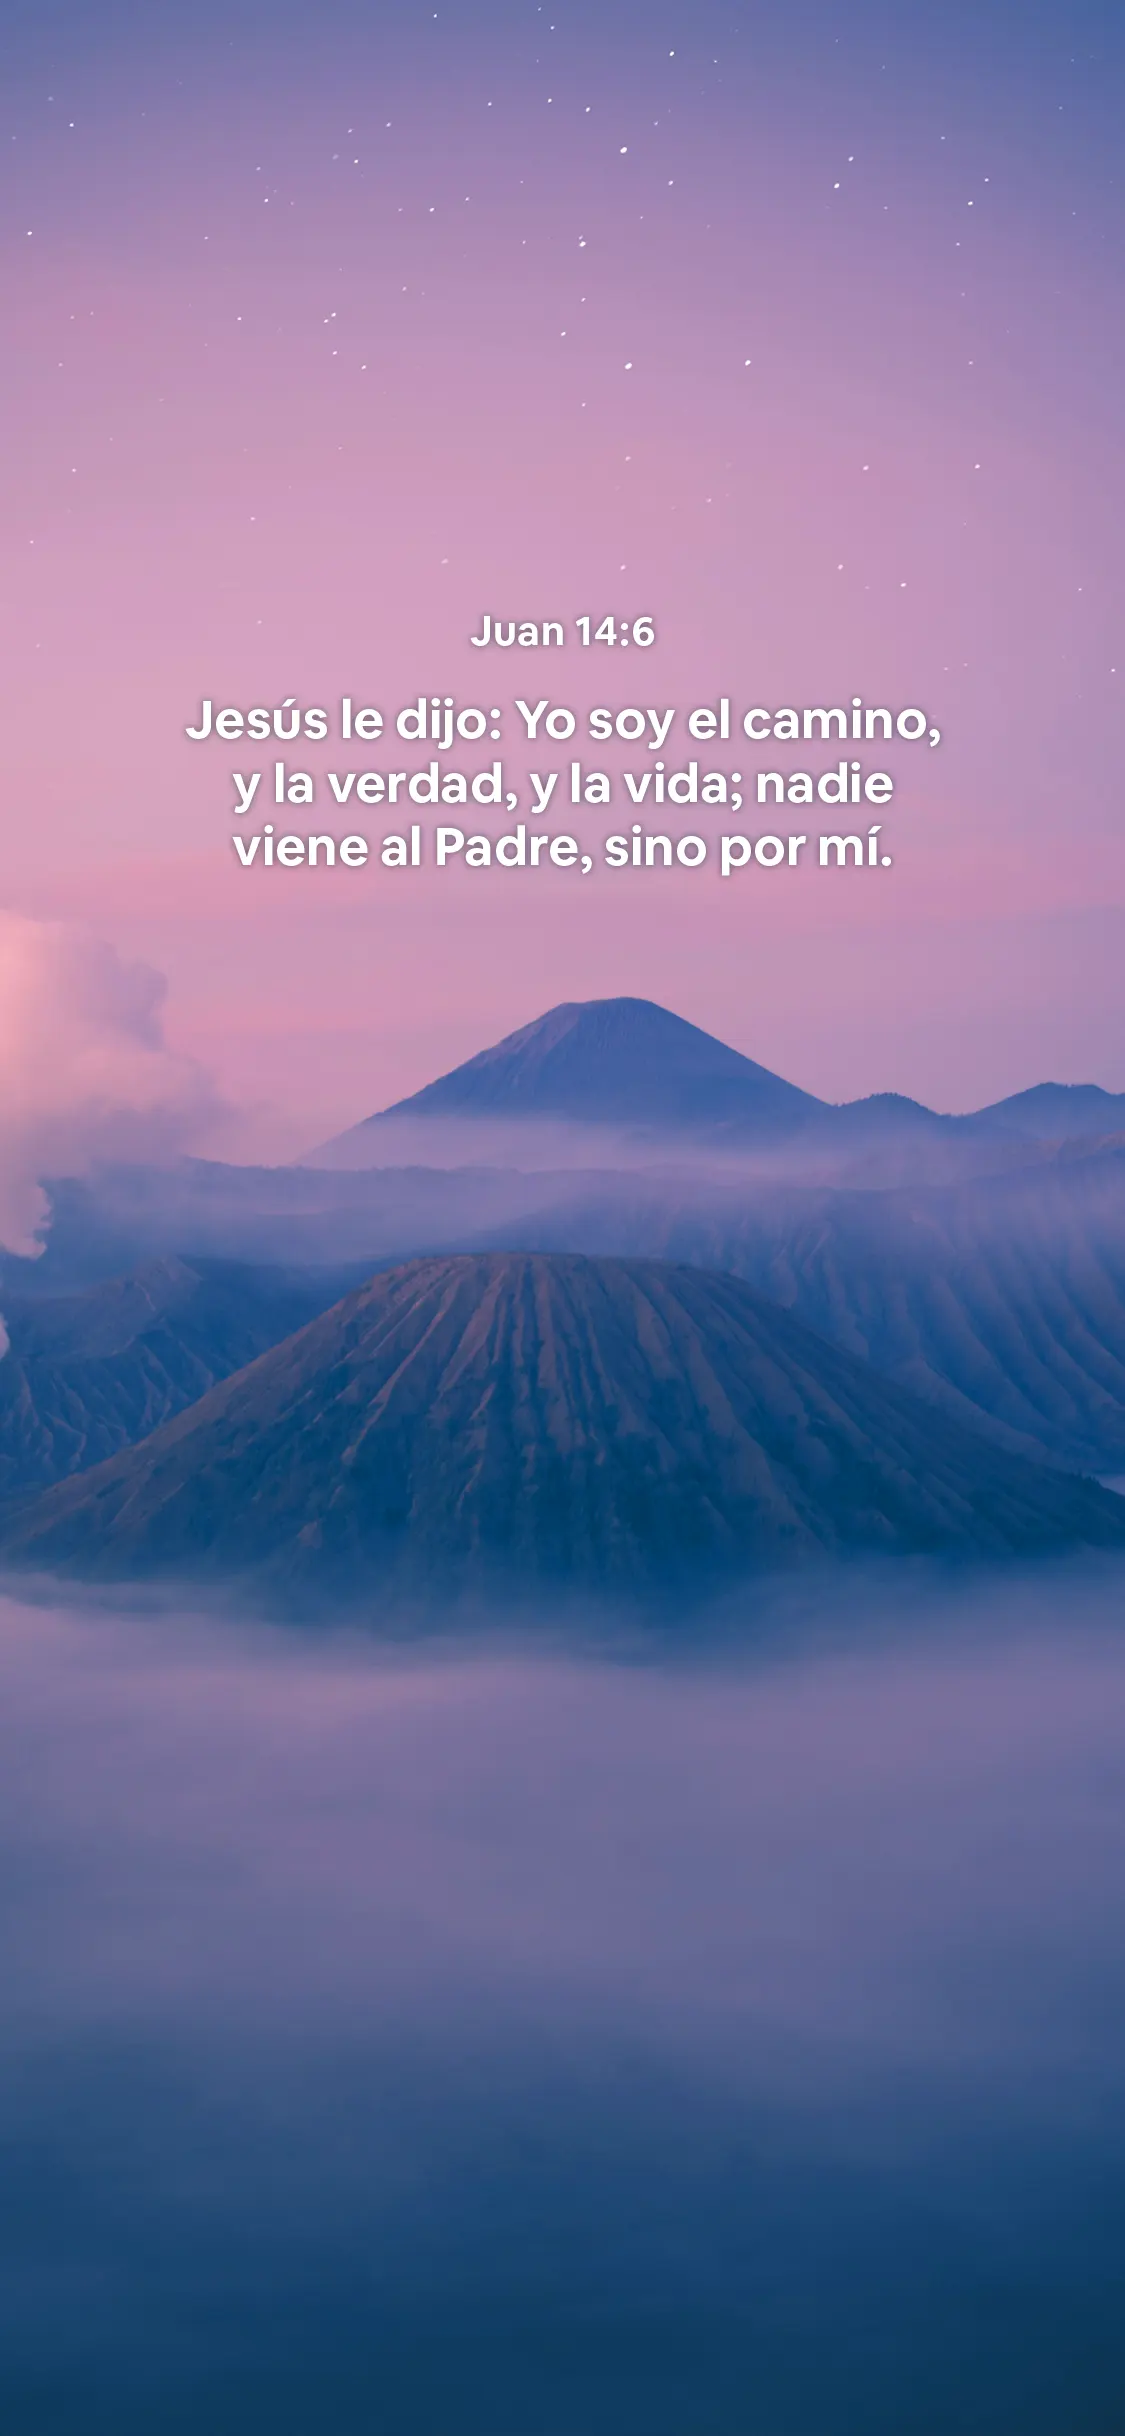 Juan 14:6
Jesús le dijo: Yo soy el camino,
y la verdad, y la vida; nadie
viene al Padre, sino por mí.